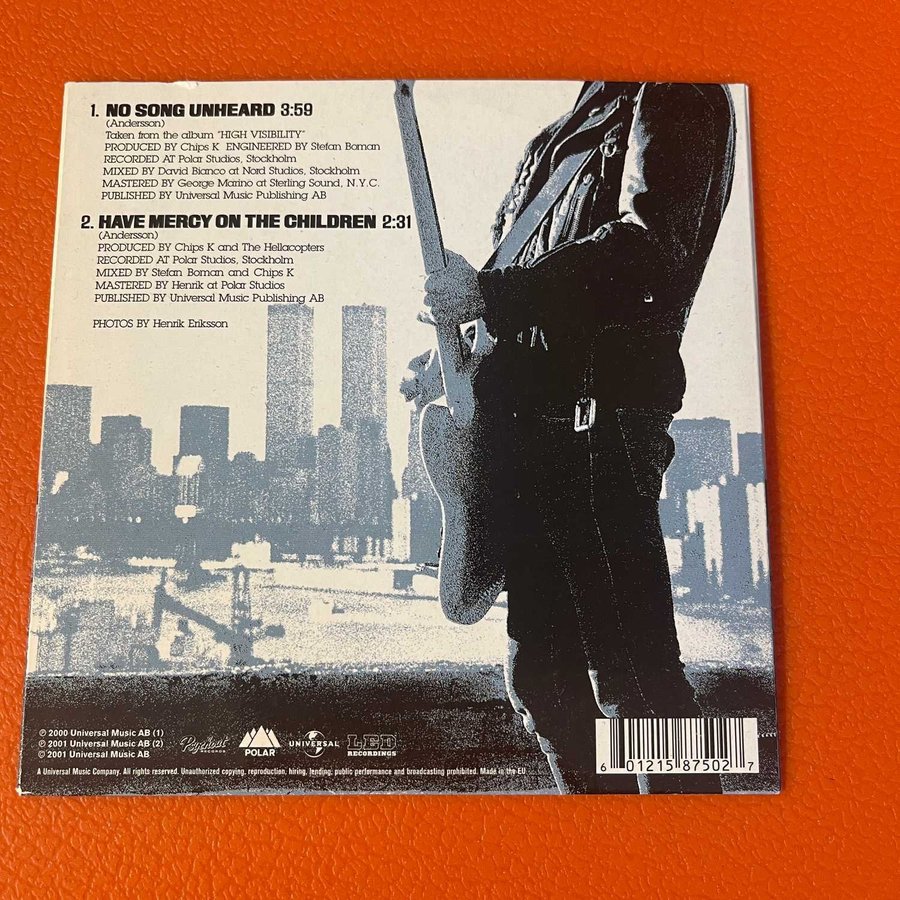 1. NO SONG UNHEARD 3:59
(Andersson)
Taken from the album "HIGH VISIBILITY"
PRODUCED BY Chips K ENGINEERED BY Stefan Boman
RECORDED AT Polar Studios, Stockholm
MIXED BY David Bianco at Nord Studios, Stockholm
MASTERED BY George Marino at Sterling Sound, N.Y.C.
PUBLISHED BY Universal Music Publishing AB
2. HAVE MERCY ON THE CHILDREN 2:31
(Andersson)
PRODUCED BY Chips K and The Hellacopters
RECORDED AT Polar Studios, Stockholm
MIXED BY Stefan Boman and Chips K
MASTERED BY Henrik at Polar Studios
PUBLISHED BY Universal Music Publishing AB
PHOTOS BY Henrik Eriksson
℗ 2000 Universal Music AB (1)
℗ 2001 Universal Music AB (2)
© 2001 Universal Music AB
Psychout
RECORDS
POLAR
UNIVERSAL
LED
RECORDINGS
A Universal Music Company. All rights reserved. Unauthorized copying, reproduction, hiring, lending, public performance and broadcasting prohibited. Made in the EU
6 01215 87502 7